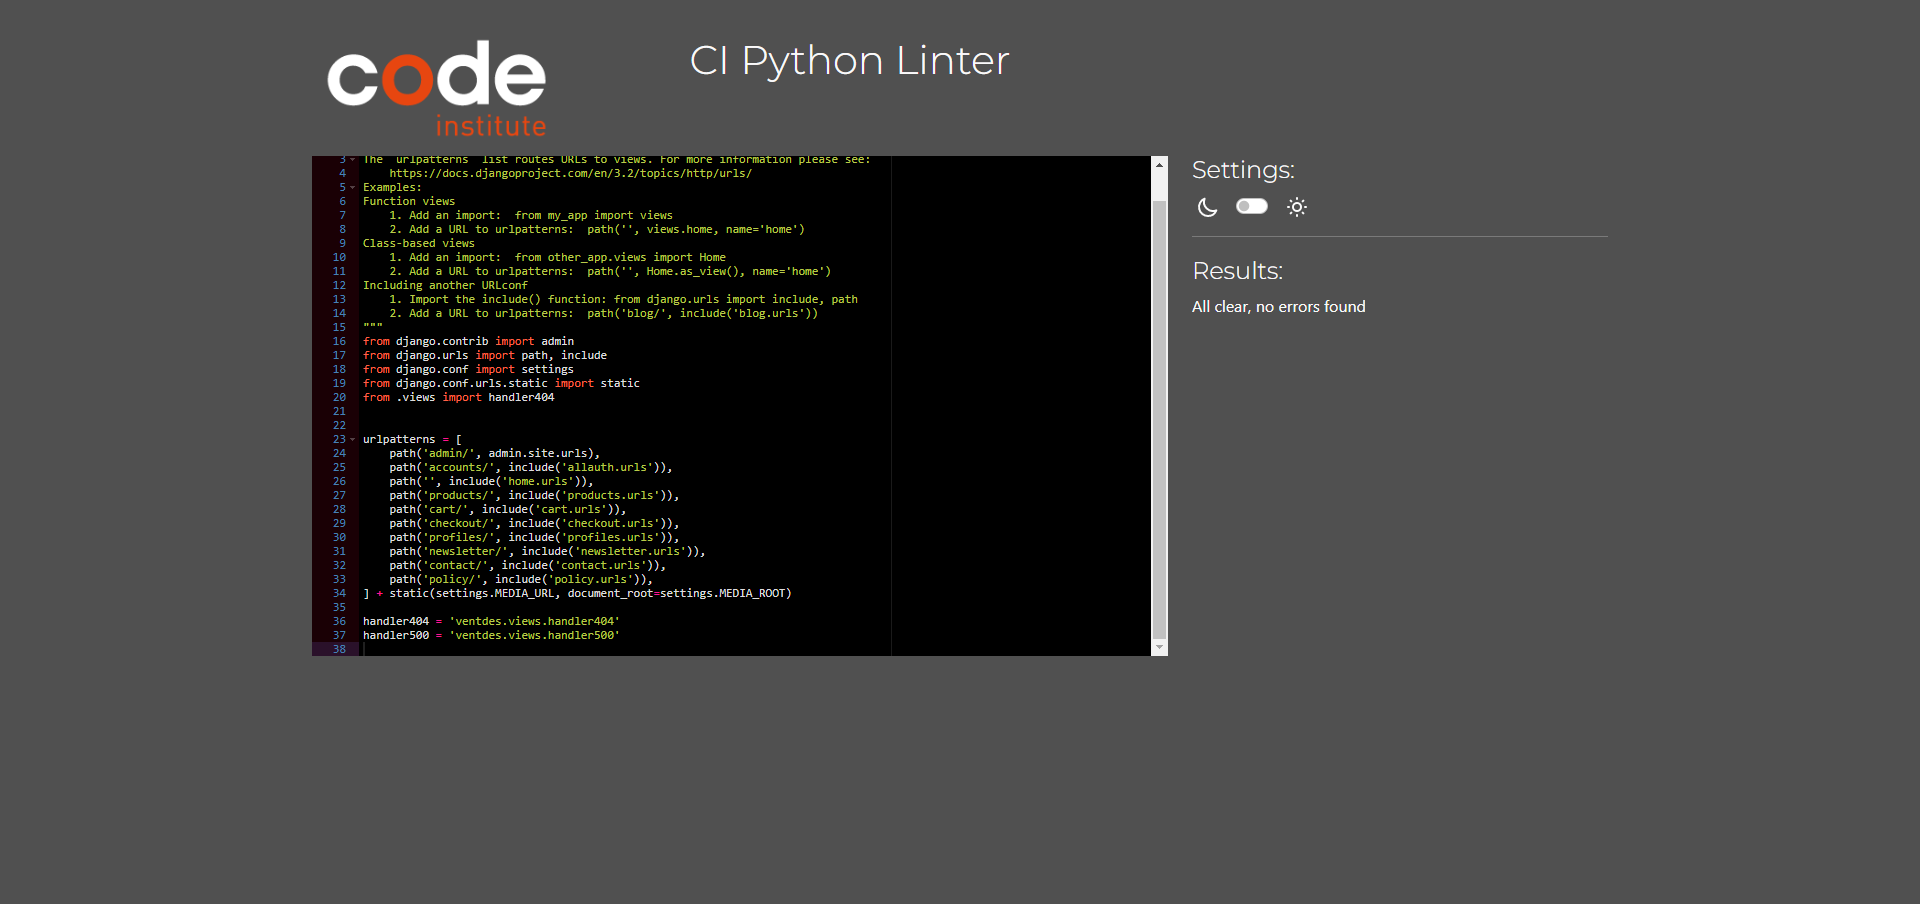 code
institute
CI Python Linter
3 The `urlpatterns` list routes URLs to views. For more information please see:
4     https://docs.djangoproject.com/en/3.2/topics/http/urls/
5 Examples:
6 Function views
7     1. Add an import:  from my_app import views
8     2. Add a URL to urlpatterns:  path('', views.home, name='home')
9 Class-based views
10     1. Add an import:  from other_app.views import Home
11     2. Add a URL to urlpatterns:  path('', Home.as_view(), name='home')
12 Including another URLconf
13     1. Import the include() function: from django.urls import include, path
14     2. Add a URL to urlpatterns:  path('blog/', include('blog.urls'))
15 """
16 from django.contrib import admin
17 from django.urls import path, include
18 from django.conf import settings
19 from django.conf.urls.static import static
20 from .views import handler404
21
22
23 urlpatterns = [
24     path('admin/', admin.site.urls),
25     path('accounts/', include('allauth.urls')),
26     path('', include('home.urls')),
27     path('products/', include('products.urls')),
28     path('cart/', include('cart.urls')),
29     path('checkout/', include('checkout.urls')),
30     path('profiles/', include('profiles.urls')),
31     path('newsletter/', include('newsletter.urls')),
32     path('contact/', include('contact.urls')),
33     path('policy/', include('policy.urls')),
34 ] + static(settings.MEDIA_URL, document_root=settings.MEDIA_ROOT)
35
36 handler404 = 'ventdes.views.handler404'
37 handler500 = 'ventdes.views.handler500'
38
Settings:
Results:
All clear, no errors found